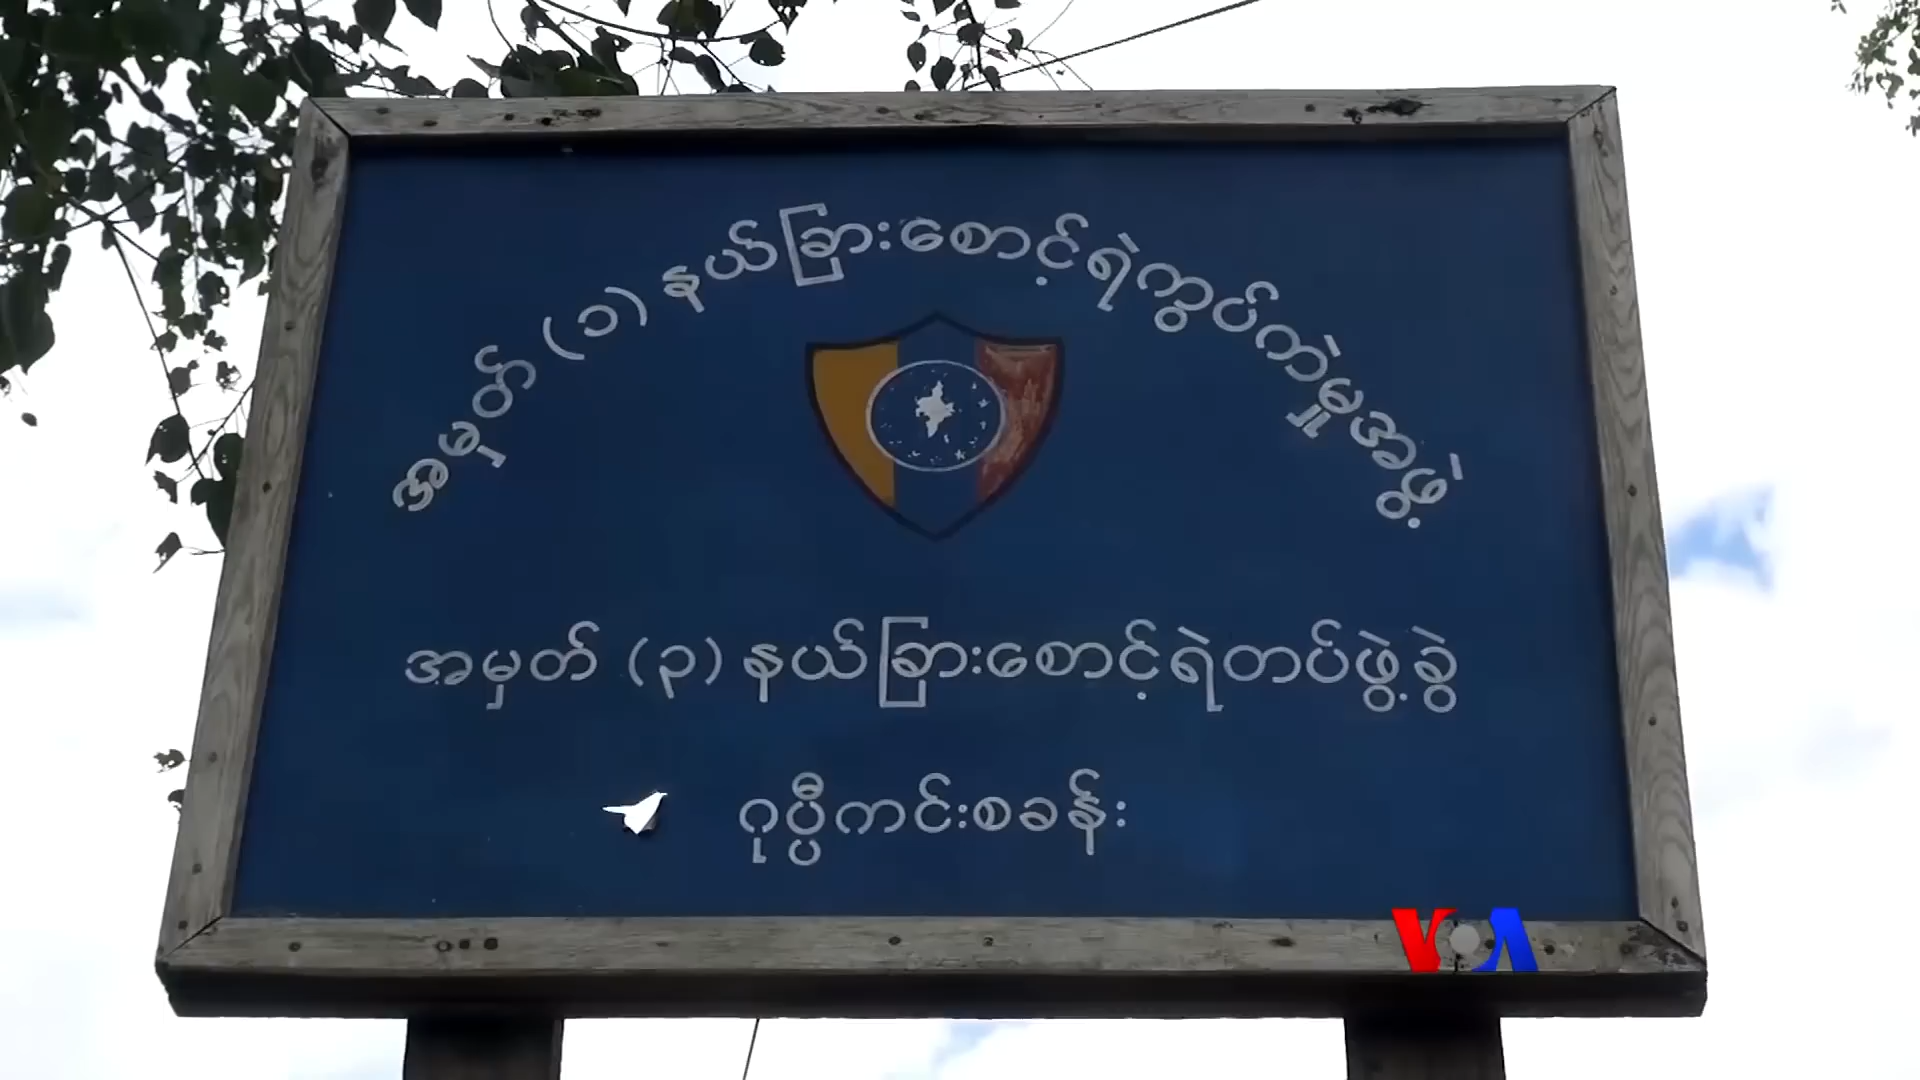 အမှတ် (၁) နယ်ခြားစောင့်ရဲကွပ်ကဲမှုအဖွဲ့
အမှတ် (၃) နယ်ခြားစောင့်ရဲတပ်ဖွဲ့ခွဲ
ဂုပ္ပီကင်းစခန်း
VOA